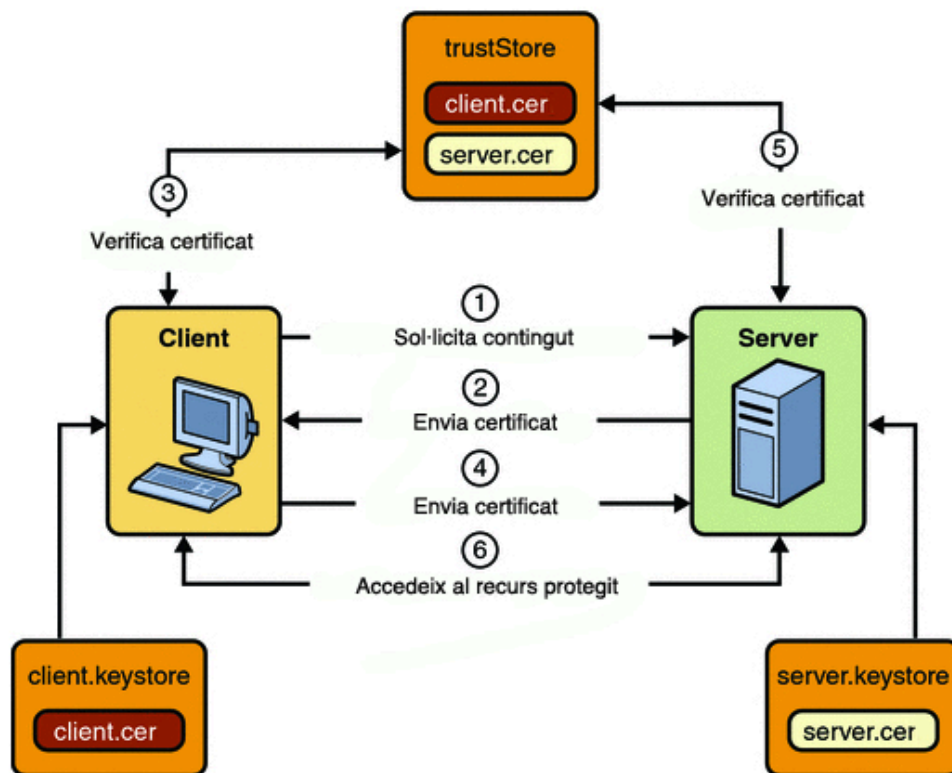 trustStore
client.cer
server.cer
3
Verifica certificat
5
Verifica certificat
Client
Server
1
Sol·licita contingut
2
Envia certificat
4
Envia certificat
6
Accedeix al recurs protegit
client.keystore
client.cer
server.keystore
server.cer